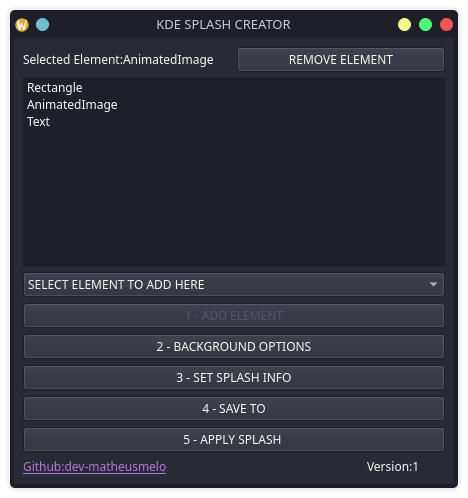 KDE SPLASH CREATOR
Selected Element:AnimatedImage
REMOVE ELEMENT
Rectangle
AnimatedImage
Text
SELECT ELEMENT TO ADD HERE
1 - ADD ELEMENT
2 - BACKGROUND OPTIONS
3 - SET SPLASH INFO
4 - SAVE TO
5 - APPLY SPLASH
Github:dev-matheusmelo
Version:1